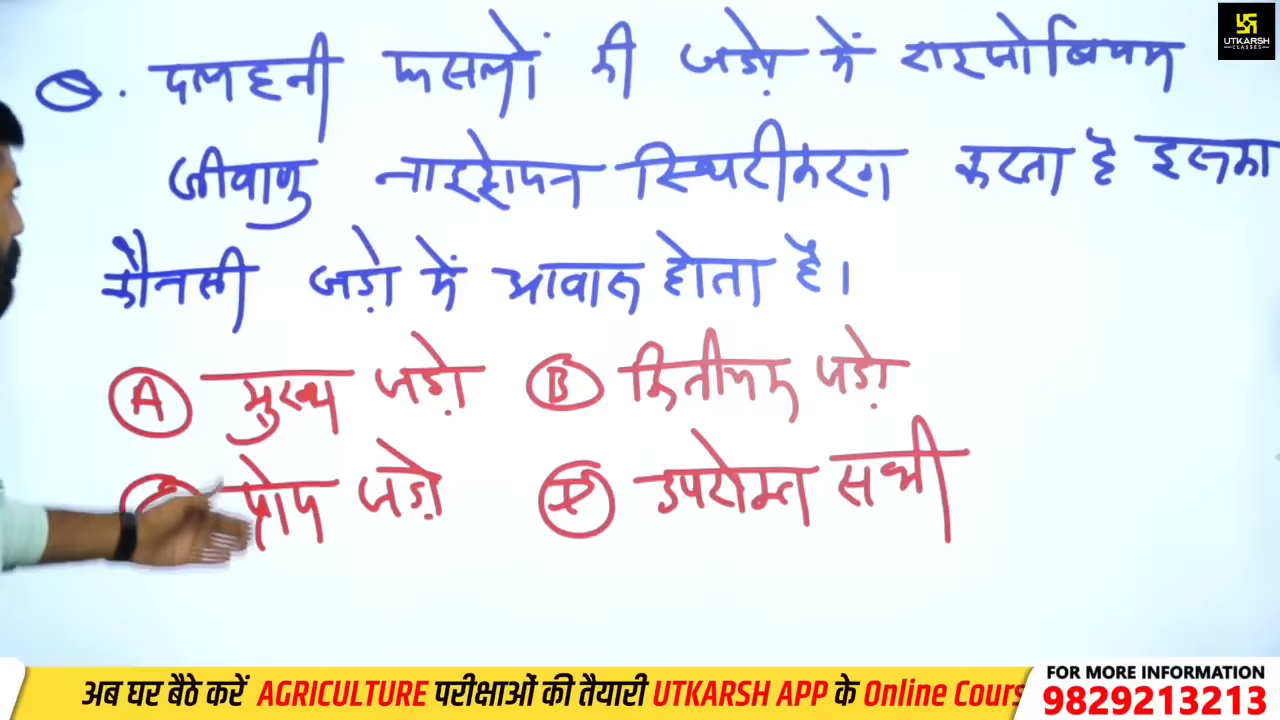 UTKARSH
CLASSES
Q. दलहनी फसलों की जड़ो में राइजोबियम
जीवाणु नाइट्रोजन स्थिरीकरण करता है इसका
कौनसी जड़ो में आवास होता है।
A मुख्य जड़ो B द्वितीयक जड़ो
जड़ो D उपरोक्त सभी
अब घर बैठे करें AGRICULTURE परीक्षाओं की तैयारी UTKARSH APP के Online Cours
FOR MORE INFORMATION
9829213213